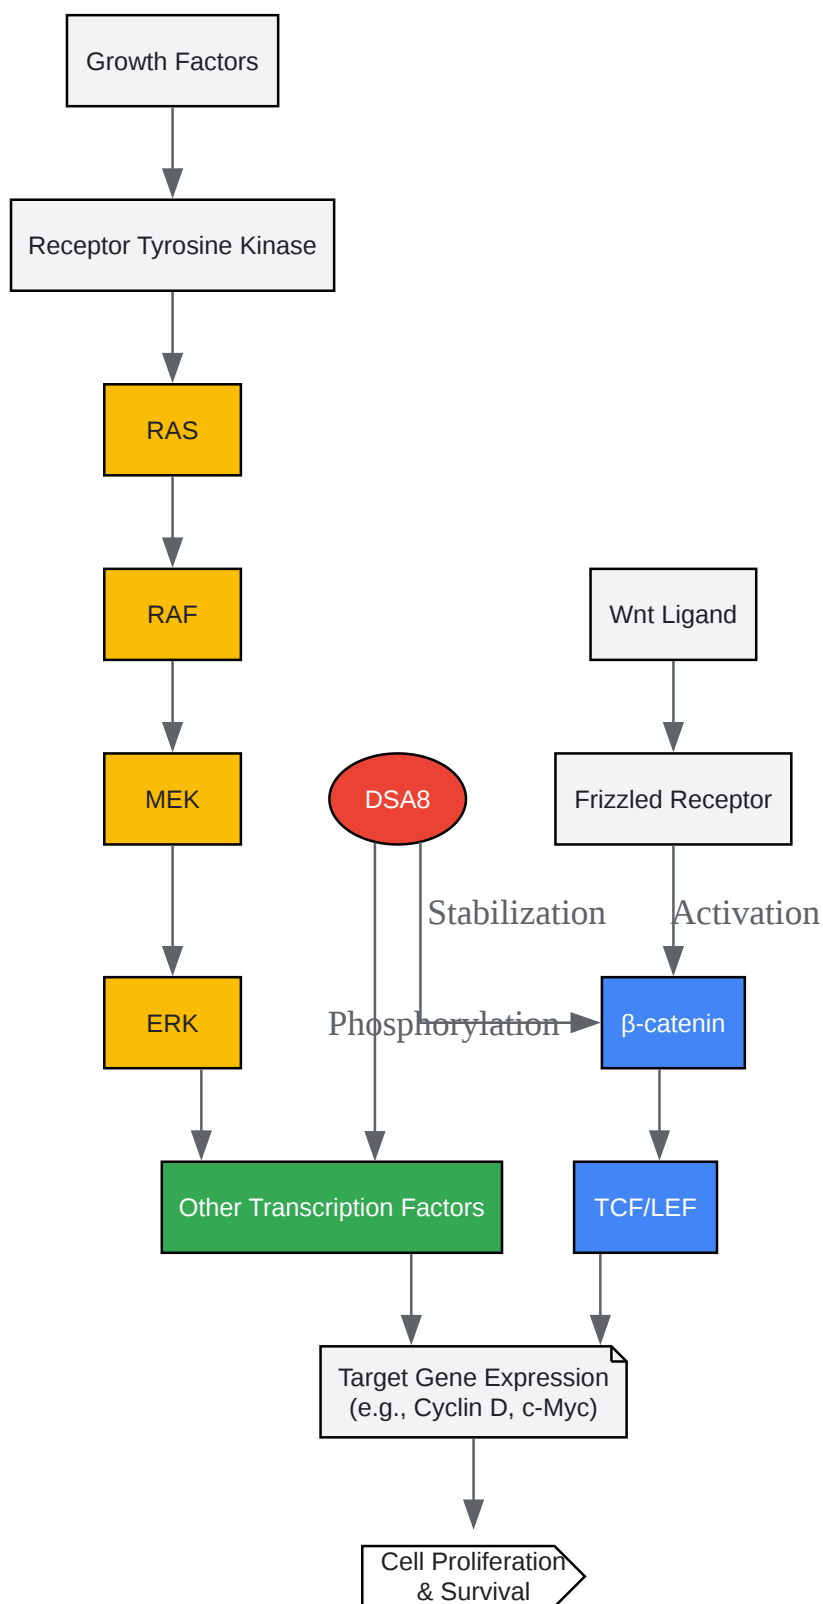 Growth Factors
Receptor Tyrosine Kinase
RAS
RAF
Wnt Ligand
MEK
DSA8
Frizzled Receptor
Stabilization
Activation
ERK
Phosphorylation
β-catenin
Other Transcription Factors
TCF/LEF
Target Gene Expression
(e.g., Cyclin D, c-Myc)
Cell Proliferation
& Survival